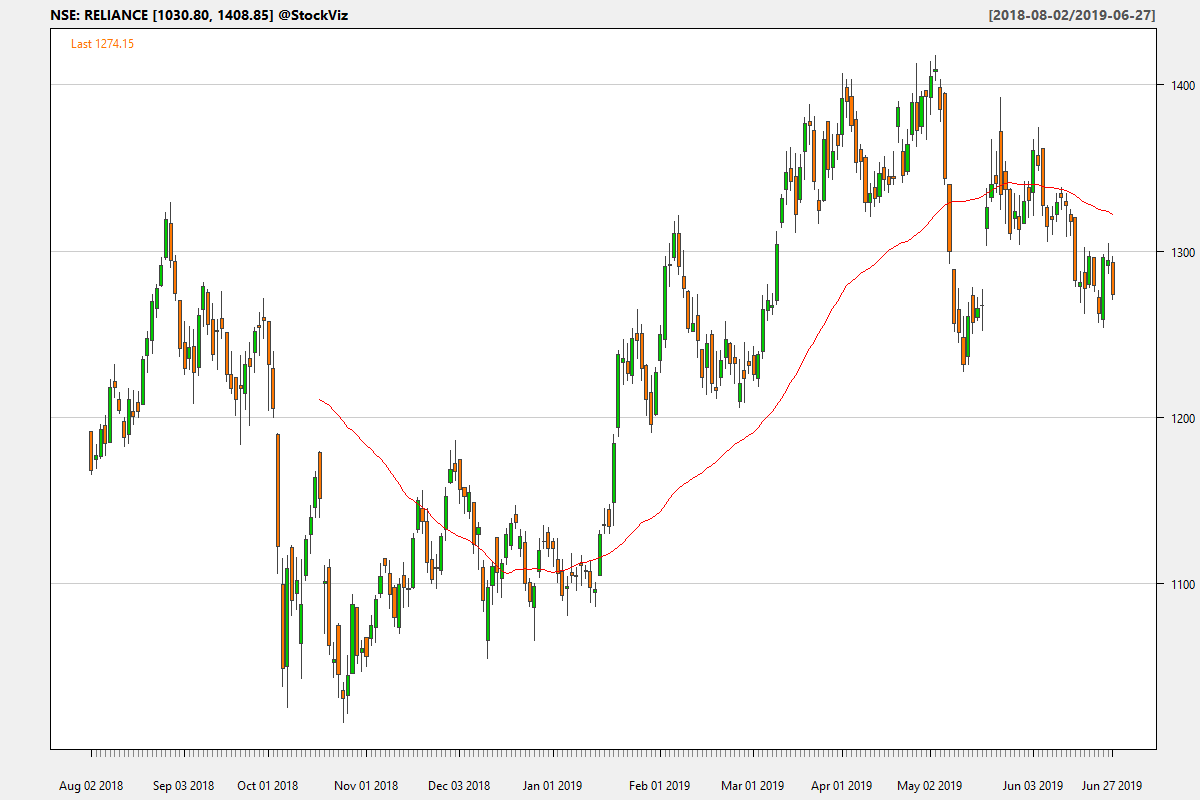 NSE: RELIANCE [1030.80, 1408.85] @StockViz
[2018-08-02/2019-06-27]
Last 1274.15
1400
1300
1200
1100
Aug 02 2018 Sep 03 2018 Oct 01 2018 Nov 01 2018 Dec 03 2018 Jan 01 2019 Feb 01 2019 Mar 01 2019 Apr 01 2019 May 02 2019 Jun 03 2019 Jun 27 2019